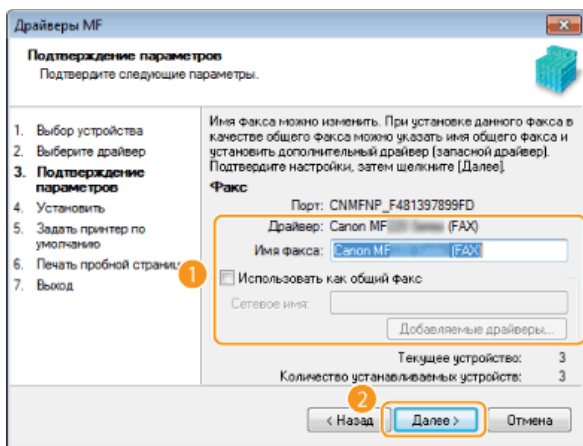 Драйверы MF
Подтверждение параметров
Подтвердите следующие параметры.
1. Выбор устройства
2. Выберите драйвер
3. Подтверждение
параметров
4. Установить
5. Задать принтер по
умолчанию
6. Печать пробной страницы
7. Выход
Имя факса можно изменить. При установке данного факса в
качестве общего факса можно указать имя общего факса и
установить дополнительный драйвер (запасной драйвер).
Подтвердите настройки, затем щелкните [Далее].
Факс
Порт: CNMFNP_F481397899FD
Драйвер: Canon MF (FAX)
Имя факса: Canon MF (FAX)
1
Использовать как общий факс
Сетевое имя:
Добавляемые драйверы...
Текущее устройство: 3
Количество устанавливаемых устройств: 3
2
< Назад
Далее >
Отмена